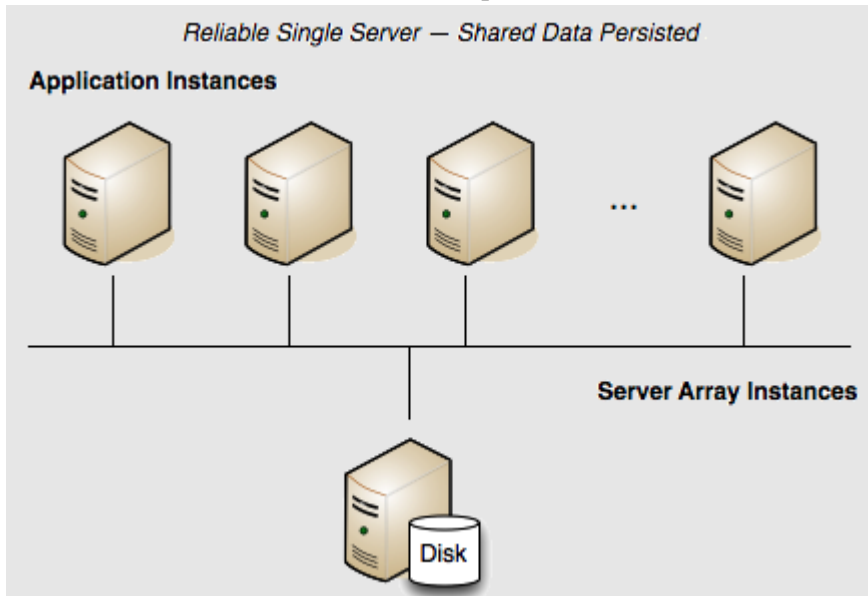 Reliable Single Server — Shared Data Persisted
Application Instances
...
Server Array Instances
Disk